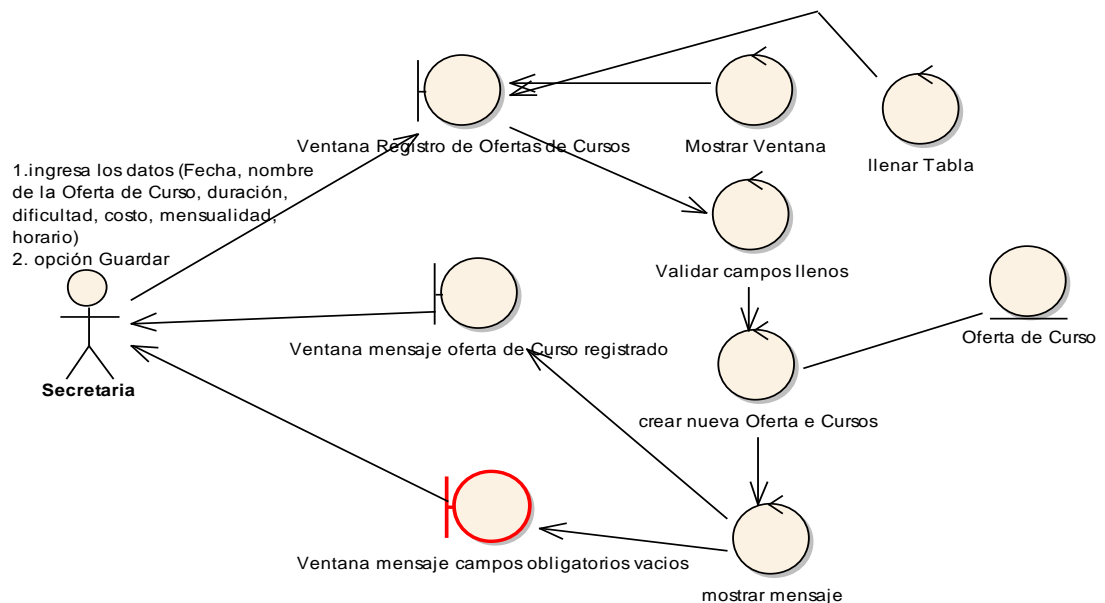 Ventana Registro de Ofertas de Cursos
Mostrar Ventana
llenar Tabla
1.ingresa los datos (Fecha, nombre
de la Oferta de Curso, duración,
dificultad, costo, mensualidad,
horario)
2. opción Guardar
Validar campos llenos
Oferta de Curso
Ventana mensaje oferta de Curso registrado
Secretaria
crear nueva Oferta e Cursos
Ventana mensaje campos obligatorios vacios
mostrar mensaje